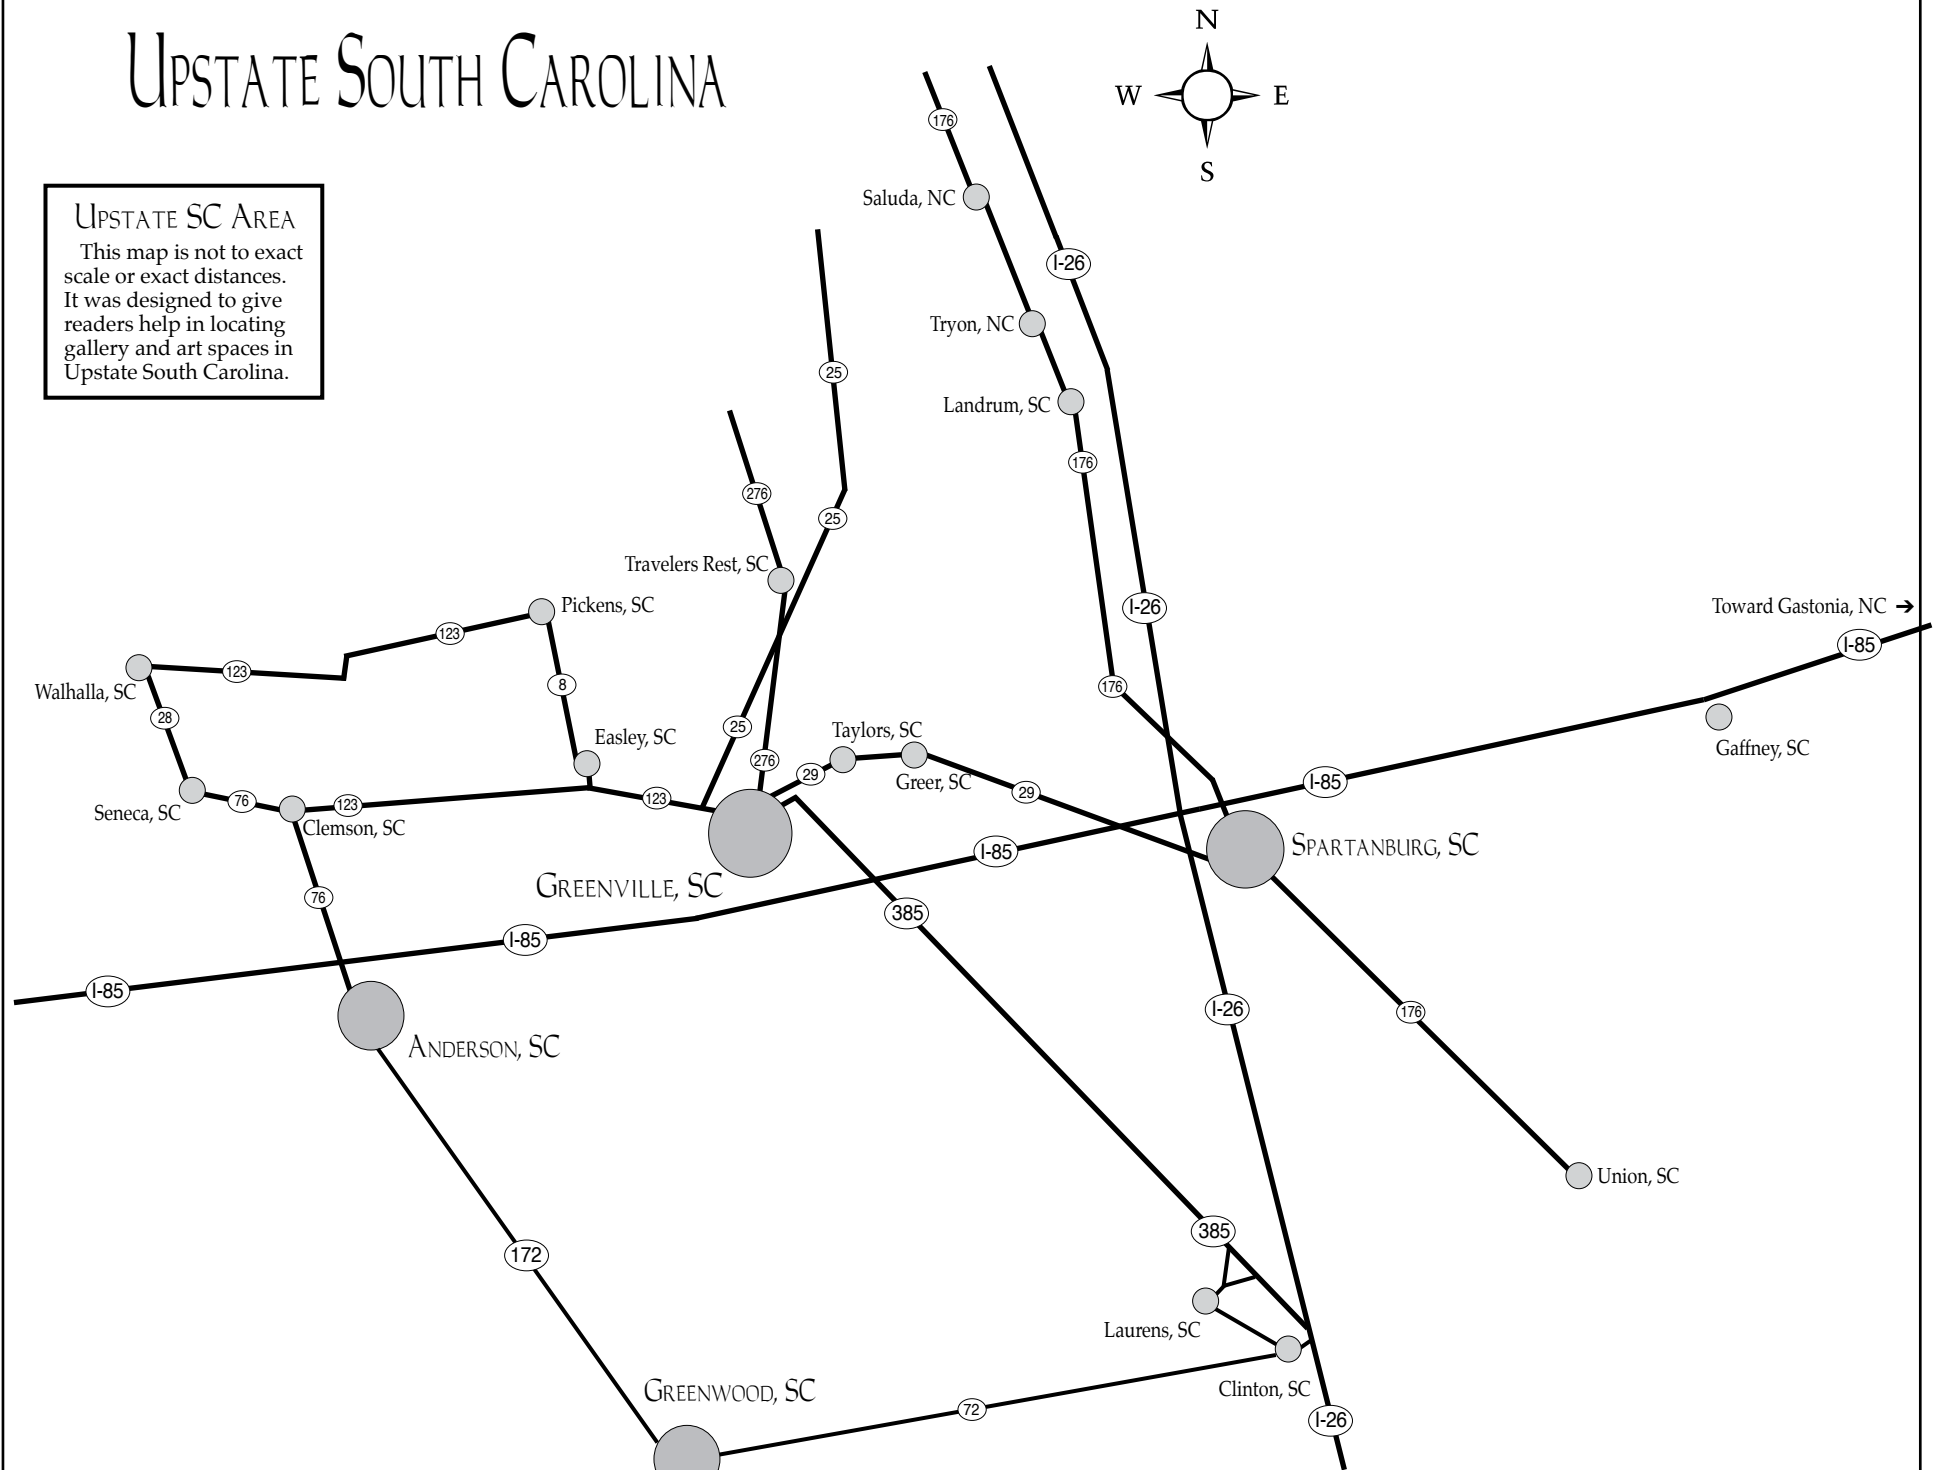 UPSTATE SOUTH CAROLINA
N
W E
S
UPSTATE SC AREA
This map is not to exact
scale or exact distances.
It was designed to give
readers help in locating
gallery and art spaces in
Upstate South Carolina.
176
Saluda, NC
I-26
Tryon, NC
25
Landrum, SC
176
276
25
Travelers Rest, SC
Pickens, SC
I-26
Toward Gastonia, NC ➔
123
I-85
123
Walhalla, SC
8
176
28
25
Easley, SC
Taylors, SC
Gaffney, SC
276
29
Greer, SC
I-85
29
Seneca, SC
76
123
123
Clemson, SC
SPARTANBURG, SC
I-85
GREENVILLE, SC
76
385
I-85
I-85
I-26
176
ANDERSON, SC
Union, SC
385
172
Laurens, SC
GREENWOOD, SC
Clinton, SC
72
I-26